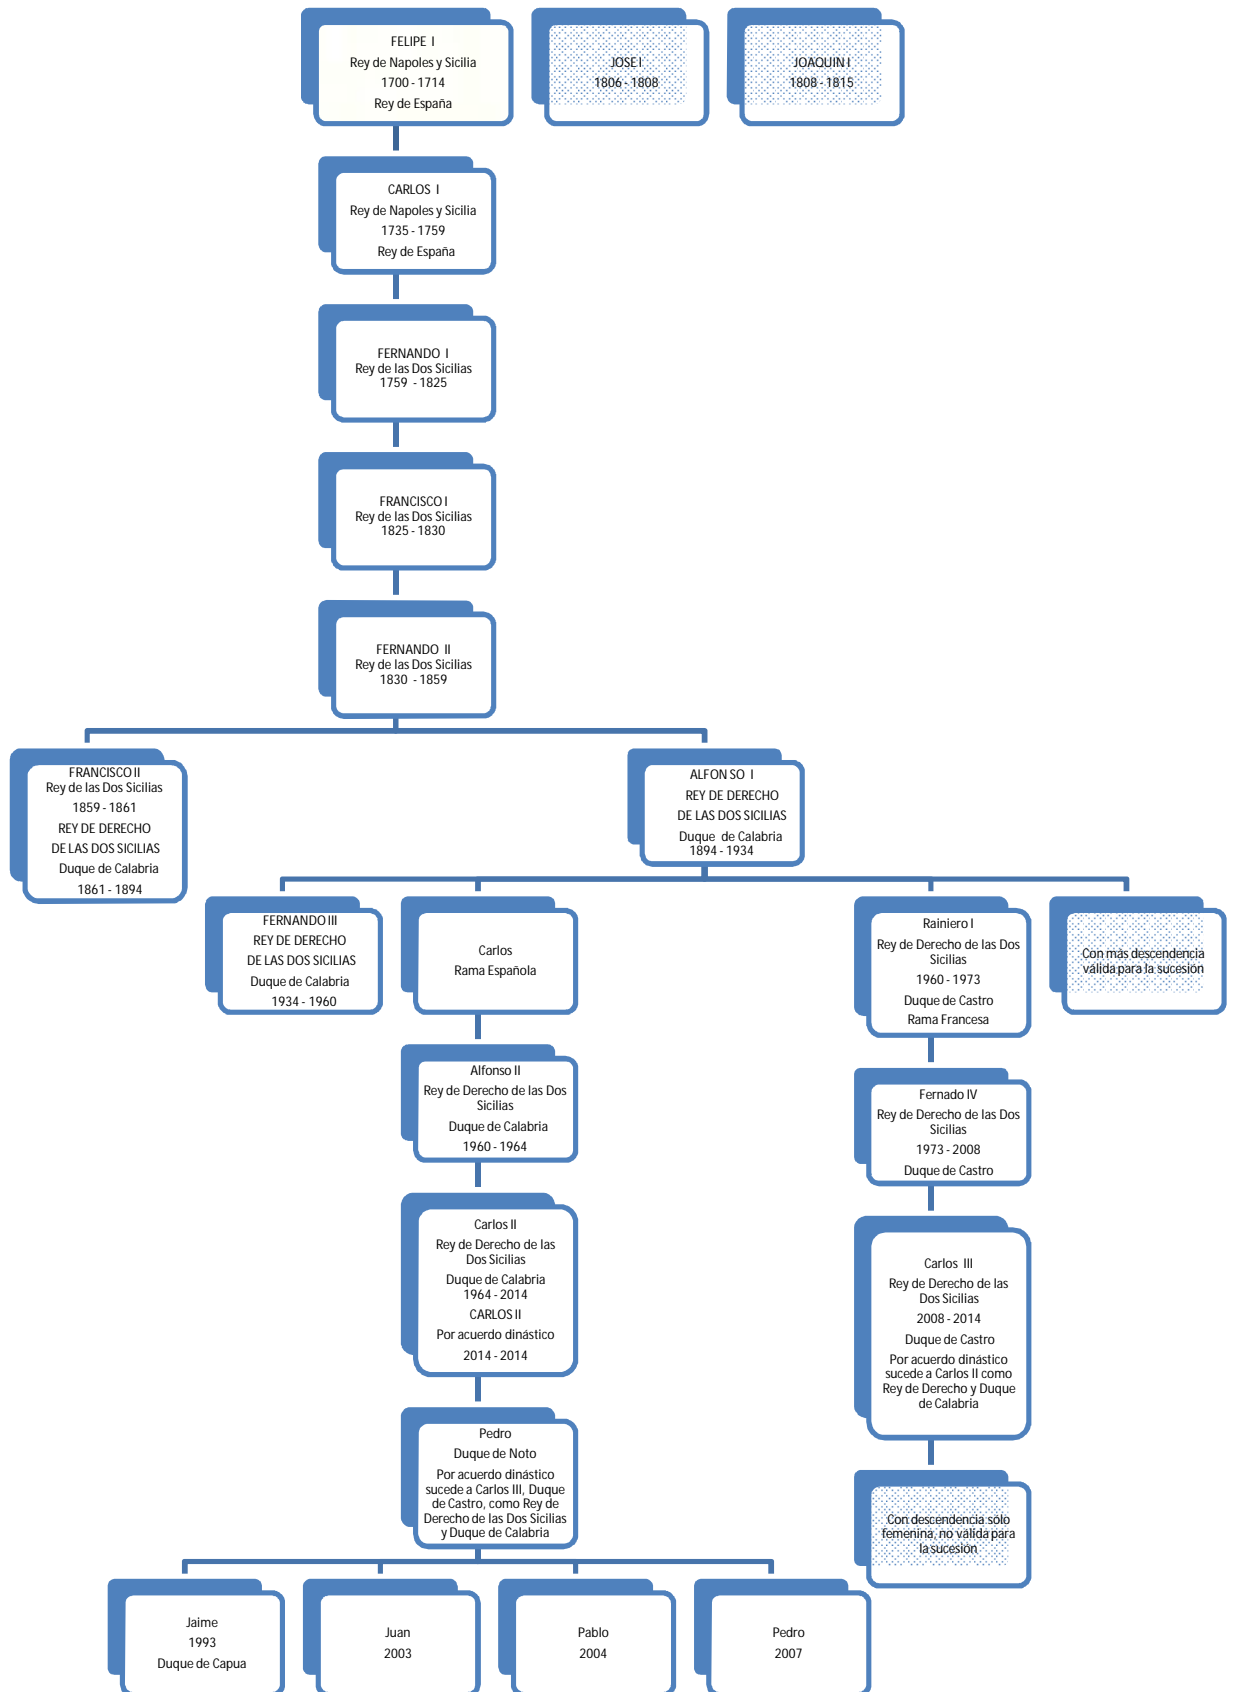 FELIPE I
Rey de Napoles y Sicilia
1700 - 1714
Rey de España
JOSE I
1806 - 1808
JOAQUIN I
1808 - 1815
CARLOS I
Rey de Napoles y Sicilia
1735 - 1759
Rey de España
FERNANDO I
Rey de las Dos Sicilias
1759 - 1825
FRANCISCO I
Rey de las Dos Sicilias
1825 - 1830
FERNANDO II
Rey de las Dos Sicilias
1830 - 1859
FRANCISCO II
Rey de las Dos Sicilias
1859 - 1861
REY DE DERECHO
DE LAS DOS SICILIAS
Duque de Calabria
1861 - 1894
ALFONSO I
REY DE DERECHO
DE LAS DOS SICILIAS
Duque de Calabria
1894 - 1934
FERNANDO III
REY DE DERECHO
DE LAS DOS SICILIAS
Duque de Calabria
1934 - 1960
Carlos
Rama Española
Rainiero I
Rey de Derecho de las Dos
Sicilias
1960 - 1973
Duque de Castro
Rama Francesa
Con más descendencia
válida para la sucesión
Alfonso II
Rey de Derecho de las Dos
Sicilias
Duque de Calabria
1960 - 1964
Fernado IV
Rey de Derecho de las Dos
Sicilias
1973 - 2008
Duque de Castro
Carlos II
Rey de Derecho de las
Dos Sicilias
Duque de Calabria
1964 - 2014
CARLOS II
Por acuerdo dinástico
2014 - 2014
Carlos III
Rey de Derecho de las
Dos Sicilias
2008 - 2014
Duque de Castro
Por acuerdo dinástico
sucede a Carlos II como
Rey de Derecho y Duque
de Calabria
Pedro
Duque de Noto
Por acuerdo dinástico
sucede a Carlos III, Duque
de Castro, como Rey de
Derecho de las Dos Sicilias
y Duque de Calabria
Con descendencia sólo
femenina, no válida para
la sucesión
Jaime
1993
Duque de Capua
Juan
2003
Pablo
2004
Pedro
2007